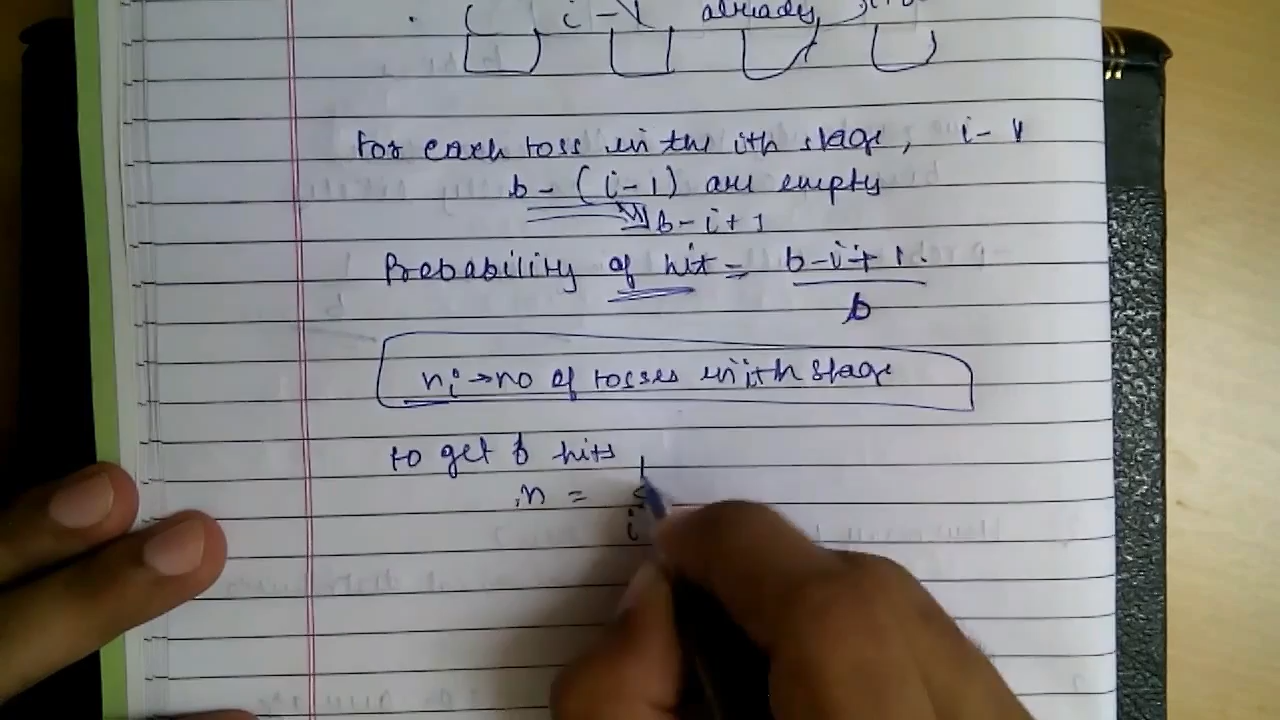 i-1 already
For each toss in the ith stage, i-1
b-(i-1) are empty
b-i+1
Probability of hit = b-i+1
b
ni→no of tosses in ith stage
to get b hits
n =
i